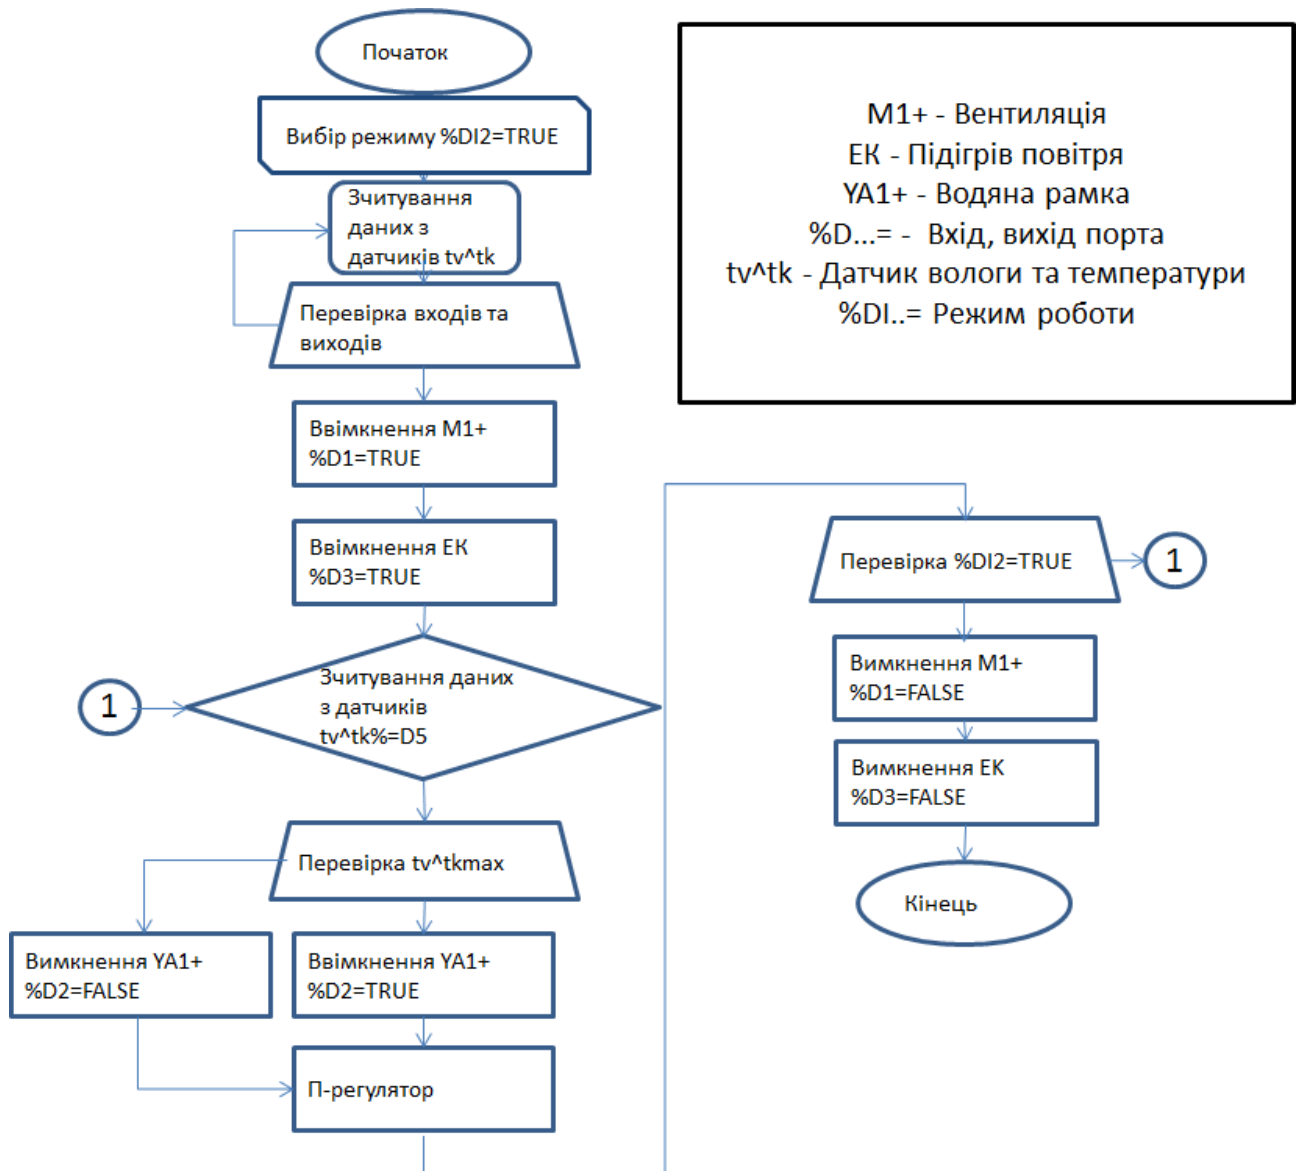 Початок
Вибір режиму %DI2=TRUE
Зчитування
даних з
датчиків tv^tk
Перевірка входів та
виходів
Ввімкнення М1+
%D1=TRUE
Ввімкнення ЕК
%D3=TRUE
1
Зчитування даних
з датчиків
tv^tk%=D5
Перевірка tv^tkmax
Вимкнення YA1+
%D2=FALSE
Ввімкнення YA1+
%D2=TRUE
П-регулятор
М1+ - Вентиляція
ЕК - Підігрів повітря
YA1+ - Водяна рамка
%D...= - Вхід, вихід порта
tv^tk - Датчик вологи та температури
%DI..= Режим роботи
Перевірка %DI2=TRUE
1
Вимкнення М1+
%D1=FALSE
Вимкнення ЕК
%D3=FALSE
Кінець